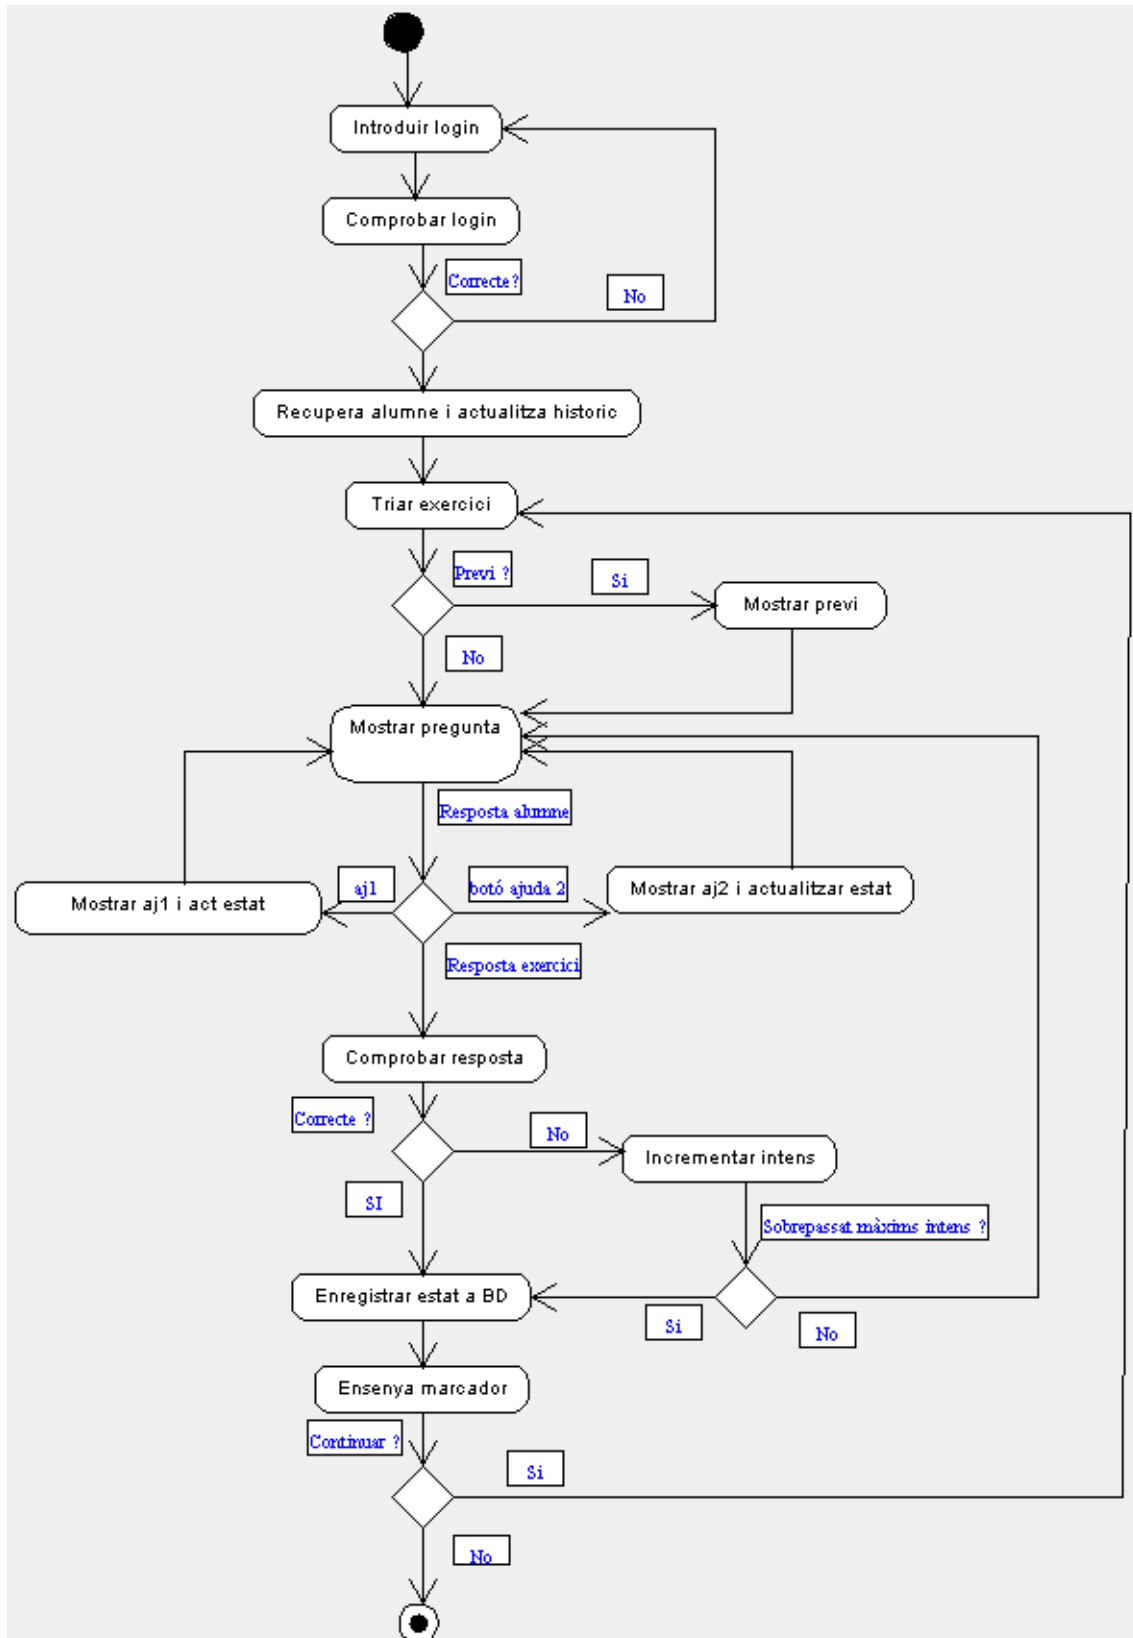 Introduir login
Comprobar login
Correcte?
No
Recupera alumne i actualitza historic
Triar exercici
Previ ?
Si
Mostrar previ
No
Mostrar pregunta
Resposta alumne
aj1
botó ajuda 2
Mostrar aj1 i act estat
Mostrar aj2 i actualitzar estat
Resposta exercici
Comprobar resposta
Correcte ?
No
Incrementar intens
SI
Sobrepassat màxims intens ?
Enregistrar estat a BD
Si
No
Ensenya marcador
Continuar ?
Si
No